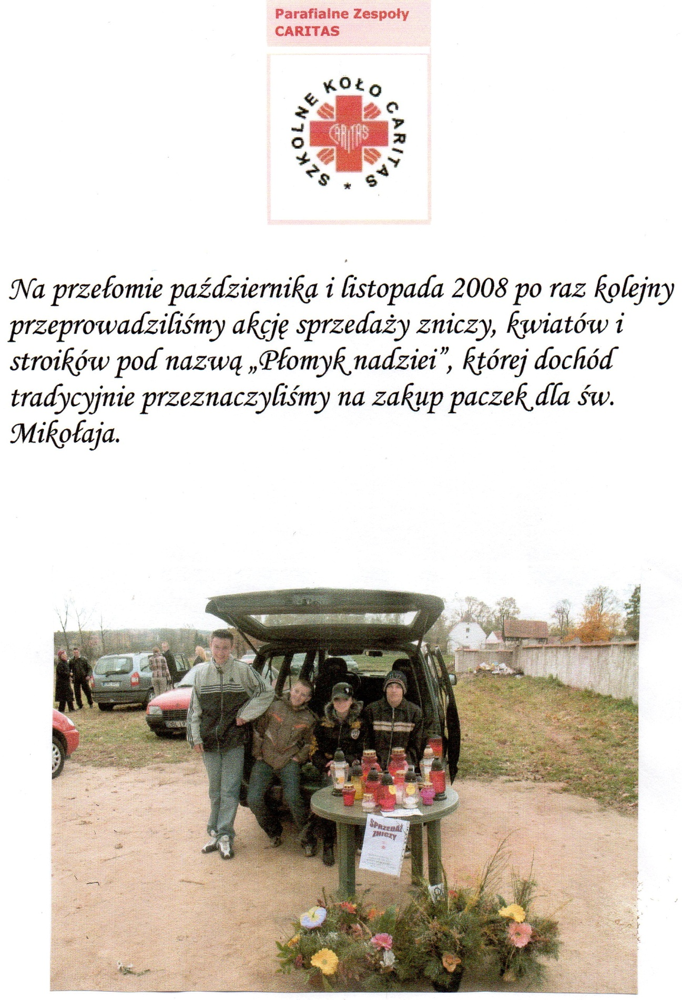 Parafialne Zespoły
CARITAS
SZKOLNE KOŁO CARITAS *
CARITAS
Na przełomie października i listopada 2008 po raz kolejny
przeprowadziliśmy akcję sprzedaży zniczy, kwiatów i
stroików pod nazwą „Płomyk nadziei”, której dochód
tradycyjnie przeznaczyliśmy na zakup paczek dla św.
Mikołaja.
SPRZEDAŻ
ZNICZY